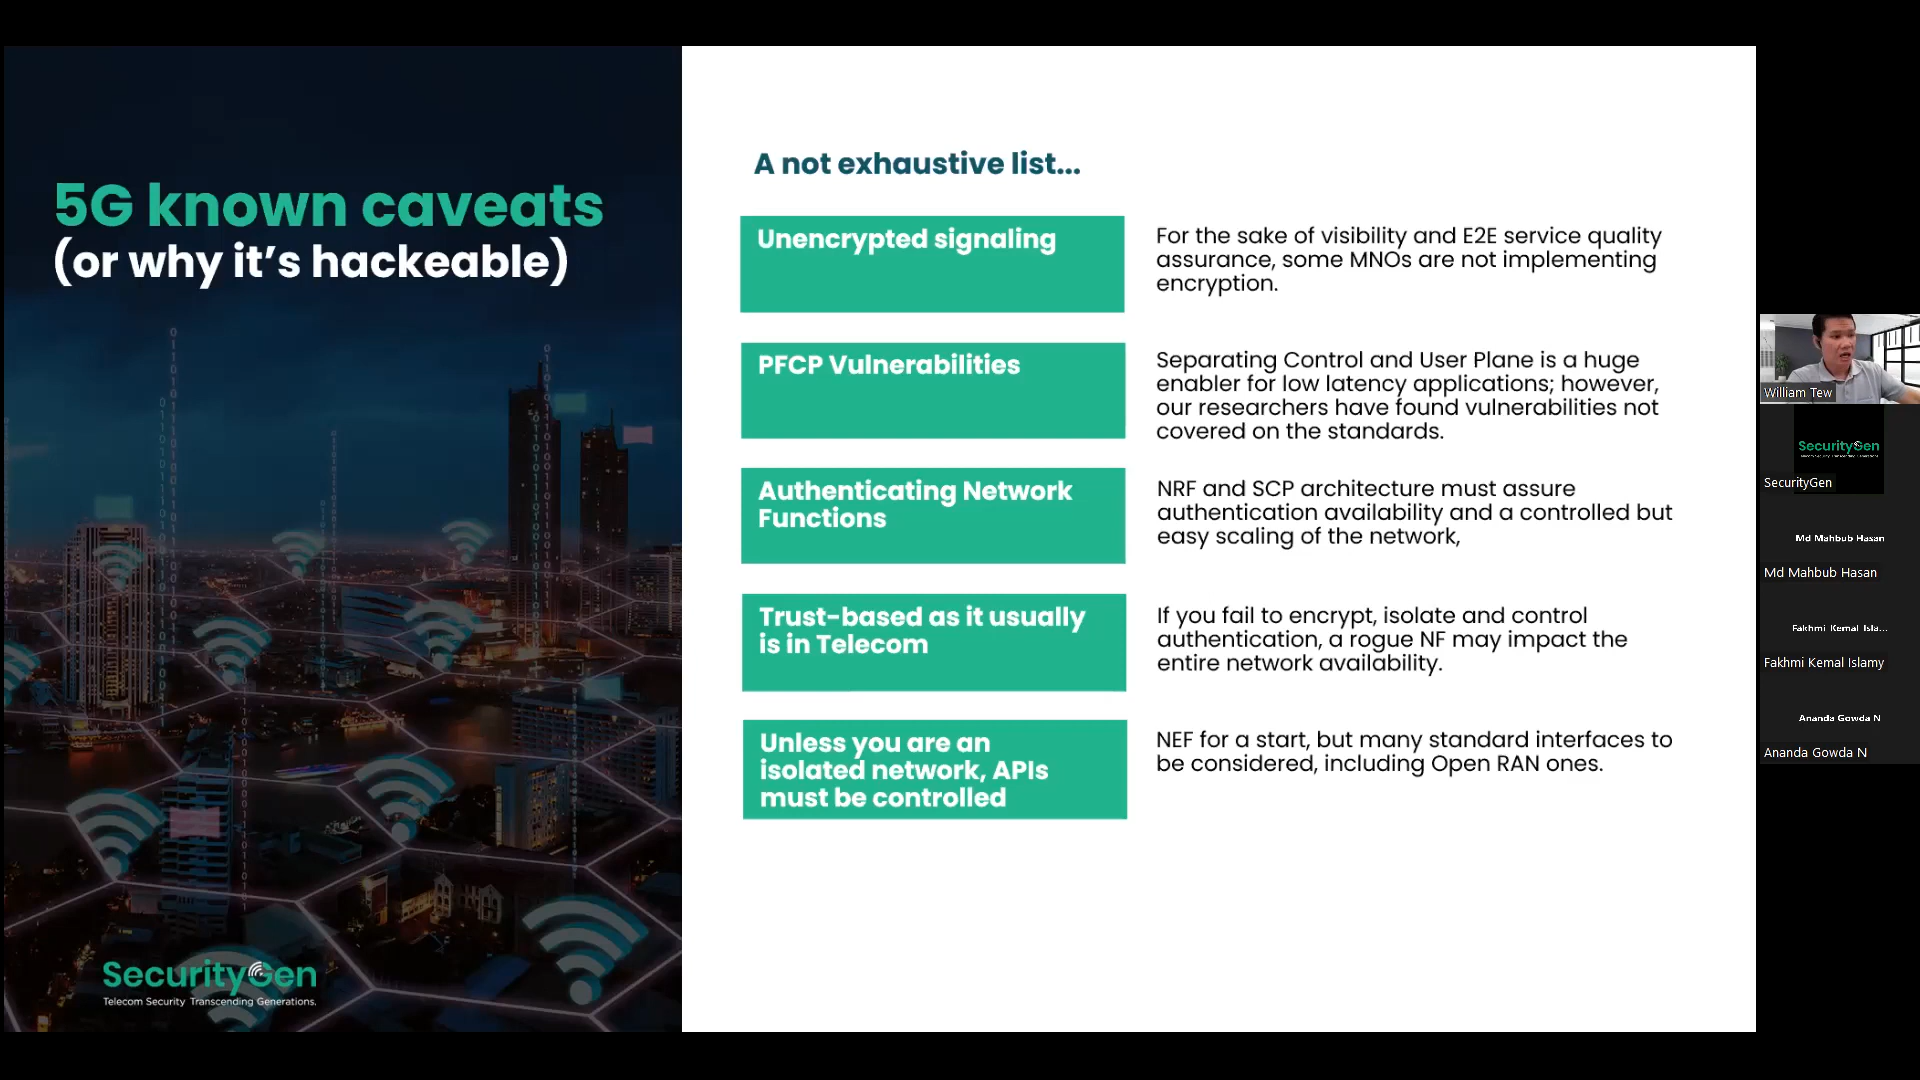 5G known caveats
(or why it's hackeable)
SecurityGen
Telecom Security Transcending Generations.
A not exhaustive list...
Unencrypted signaling
For the sake of visibility and E2E service quality
assurance, some MNOs are not implementing
encryption.
PFCP Vulnerabilities
Separating Control and User Plane is a huge
enabler for low latency applications; however,
our researchers have found vulnerabilities not
covered on the standards.
Authenticating Network
Functions
NRF and SCP architecture must assure
authentication availability and a controlled but
easy scaling of the network,
Trust-based as it usually
is in Telecom
If you fail to encrypt, isolate and control
authentication, a rogue NF may impact the
entire network availability.
Unless you are an
isolated network, APIs
must be controlled
NEF for a start, but many standard interfaces to
be considered, including Open RAN ones.
William Tew
SecurityGen
SecurityGen
Md Mahbub Hasan
Md Mahbub Hasan
Fakhmi Kemal Isla...
Fakhmi Kemal Islamy
Ananda Gowda N
Ananda Gowda N